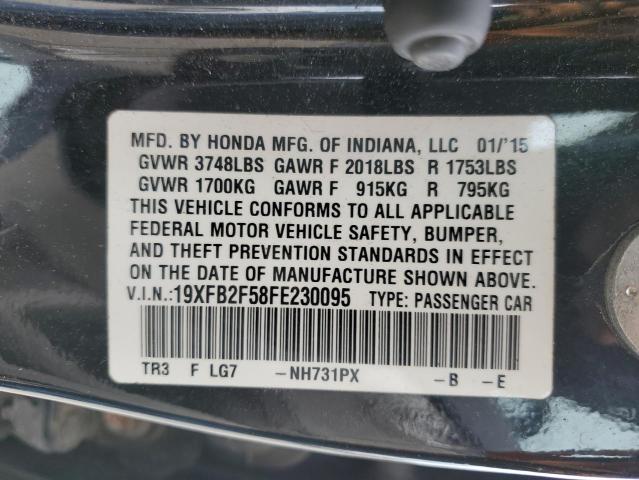 MFD. BY HONDA MFG. OF INDIANA, LLC 01/'15
GVWR 3748LBS GAWR F 2018LBS R 1753LBS
GVWR 1700KG GAWR F 915KG R 795KG
THIS VEHICLE CONFORMS TO ALL APPLICABLE
FEDERAL MOTOR VEHICLE SAFETY, BUMPER,
AND THEFT PREVENTION STANDARDS IN EFFECT
ON THE DATE OF MANUFACTURE SHOWN ABOVE.
V.I.N.:19XFB2F58FE230095 TYPE: PASSENGER CAR
TR3 F LG7 -NH731PX -B -E